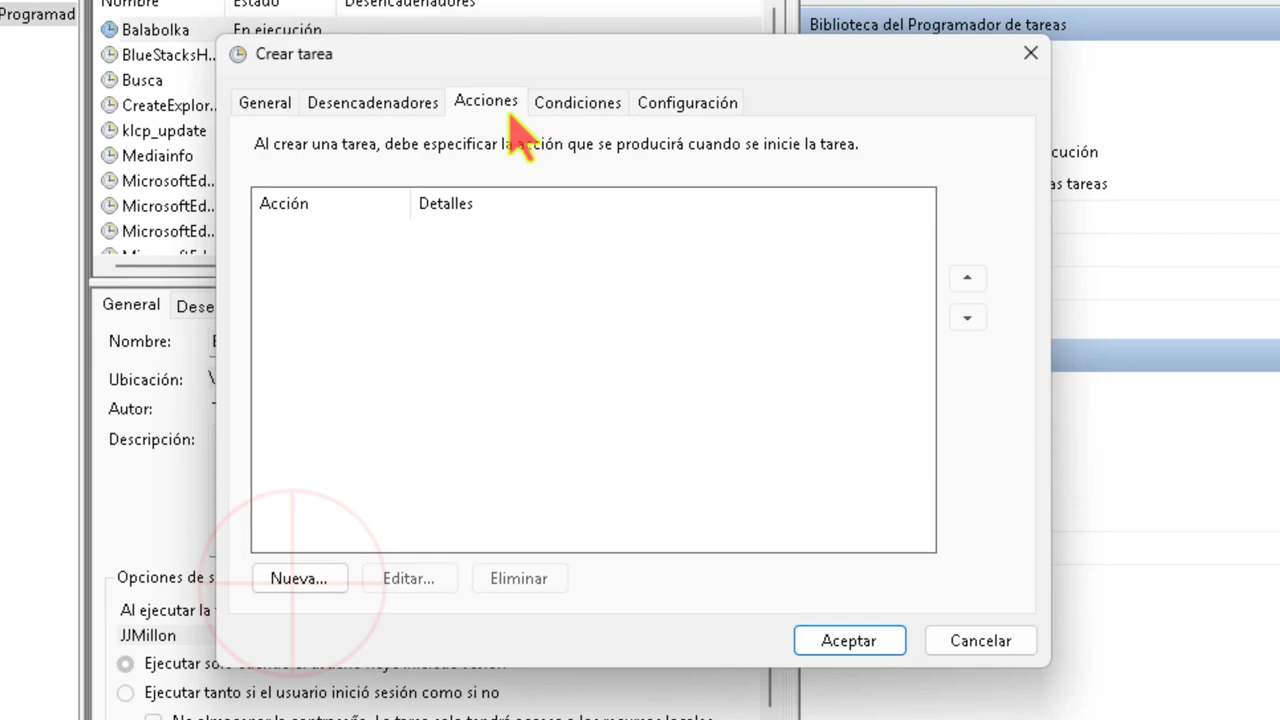 Programad
Nombre Estado Desencadenadores
Balabolka En ejecución
BlueStacksH...
Busca
CreateExplor...
klcp_update
Mediainfo
MicrosoftEd...
MicrosoftEd...
MicrosoftEd...
Biblioteca del Programador de tareas
Crear tarea
General Desencadenadores Acciones Condiciones Configuración
Al crear una tarea, debe especificar la acción que se producirá cuando se inicie la tarea.
Acción Detalles
Nueva... Editar... Eliminar
Aceptar Cancelar
cución
as tareas
General Dese
Nombre:
Ubicación: \
Autor:
Descripción:
Opciones de s
Al ejecutar la
JJMillon
Ejecutar
Ejecutar tanto si el usuario inició sesión como si no